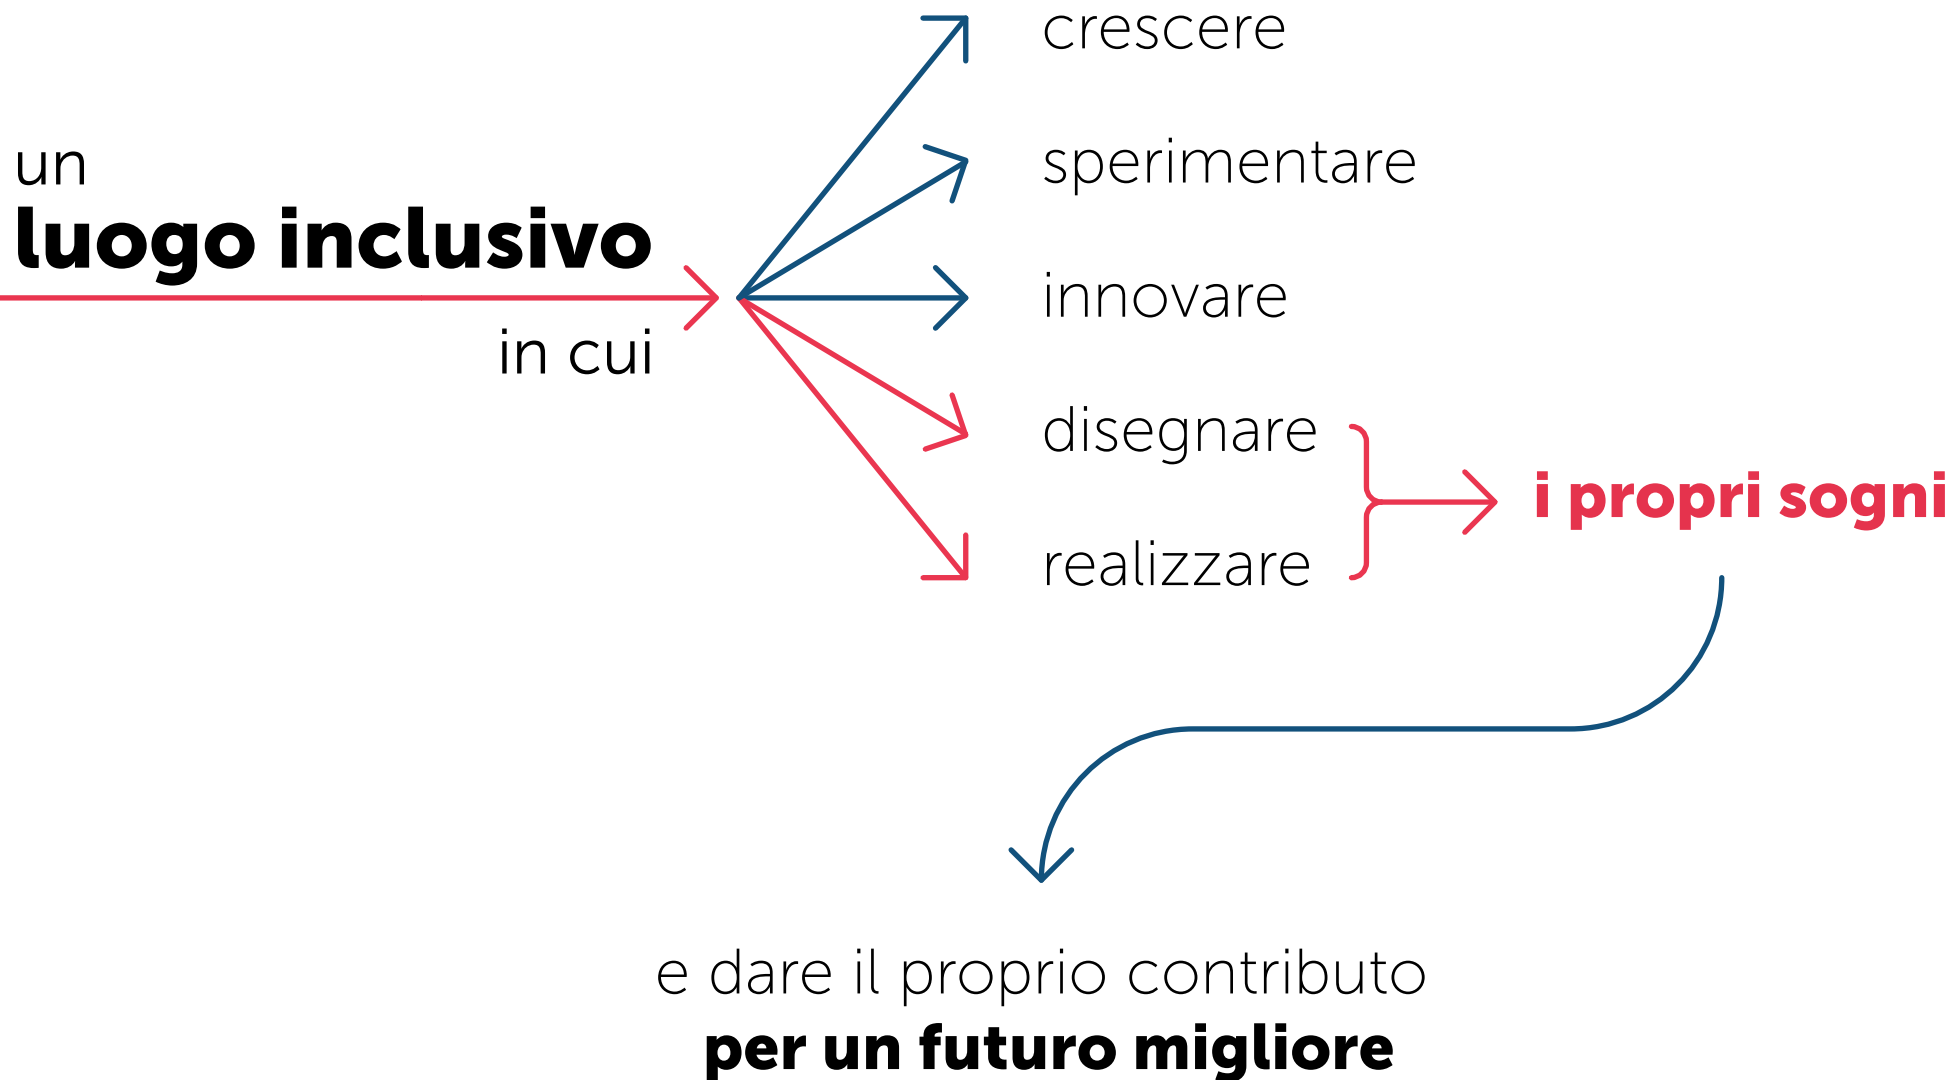 un
luogo inclusivo
in cui
crescere
sperimentare
innovare
disegnare
realizzare
i propri sogni
e dare il proprio contributo
per un futuro migliore